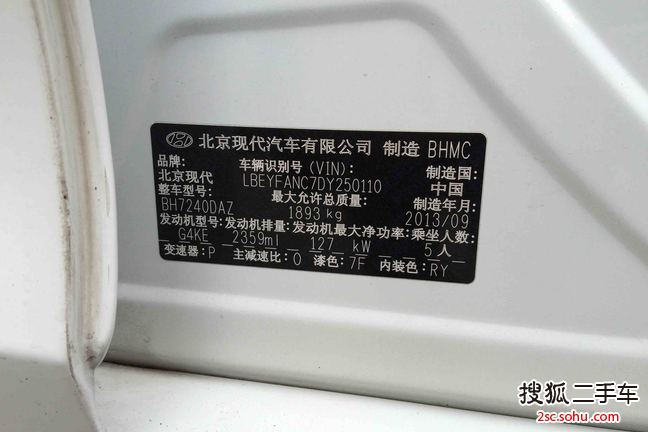 北京现代汽车有限公司 制造 BHMC
品牌: 车辆识别号(VIN): 制造国:
北京现代 LBEYFANC7DY250110 中国
整车型号: 最大允许总质量: 制造年月:
BH7240DAZ 1893 kg 2013/09
发动机型号: 发动机排量: 发动机最大净功率: 乘坐人数:
G4KE 2359ml 127 kW 5 人
变速器: P 主减速比: 0 漆色: 7F 内装色: RY
搜狐二手车
2sc.sohu.com